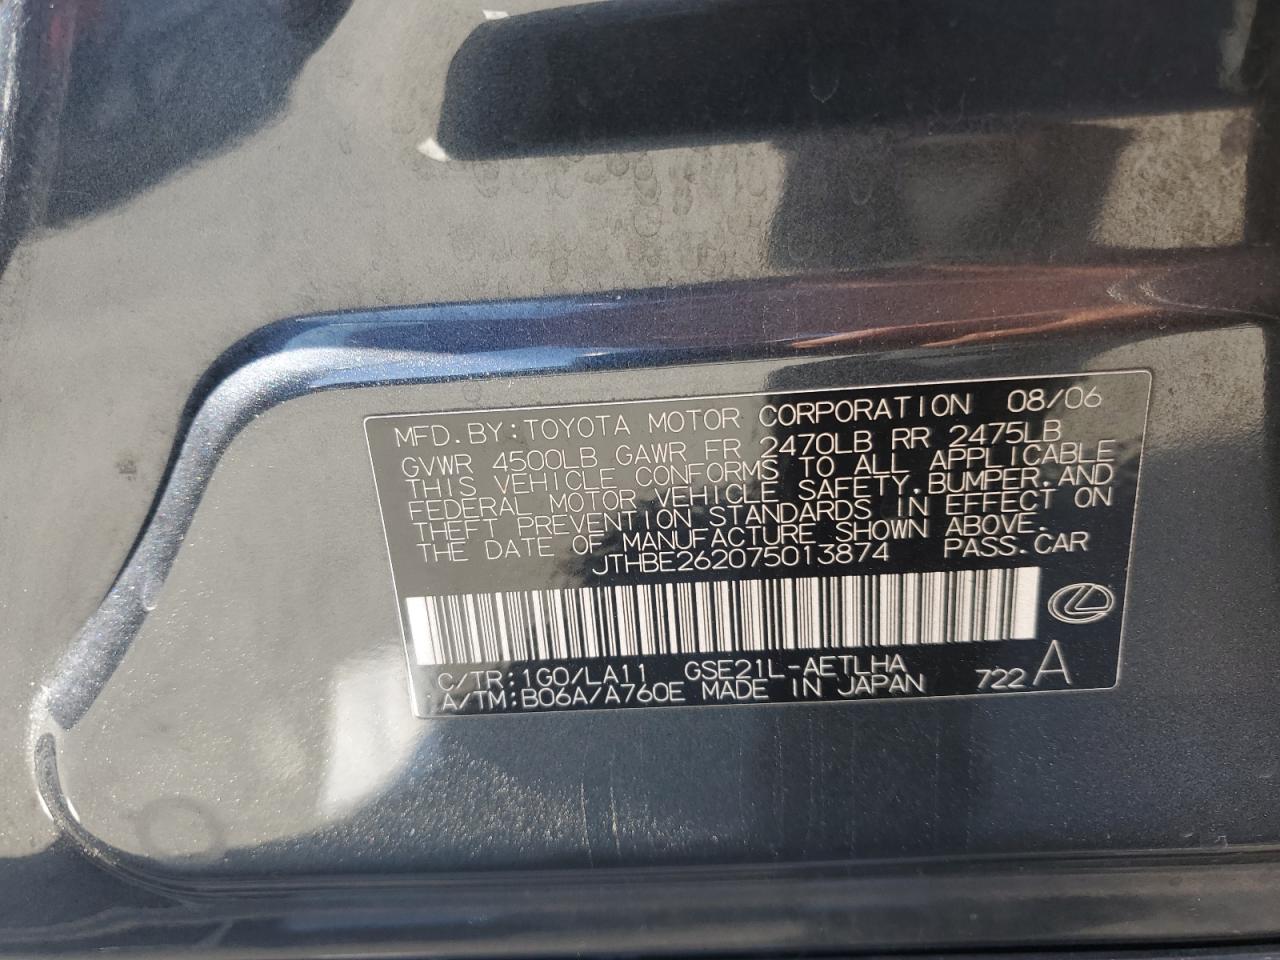 MFD.BY:TOYOTA MOTOR CORPORATION 08/06
GVWR 4500LB GAWR FR 2470LB RR 2475LB
THIS VEHICLE CONFORMS TO ALL APPLICABLE
FEDERAL MOTOR VEHICLE SAFETY,BUMPER,AND
THEFT PREVENTION STANDARDS IN EFFECT ON
THE DATE OF MANUFACTURE SHOWN ABOVE.
JTHBE262075013874 PASS.CAR
C/TR:1G0/LA11 GSE21L-AETLHA
A/TM:B06A/A760E MADE IN JAPAN 722 A